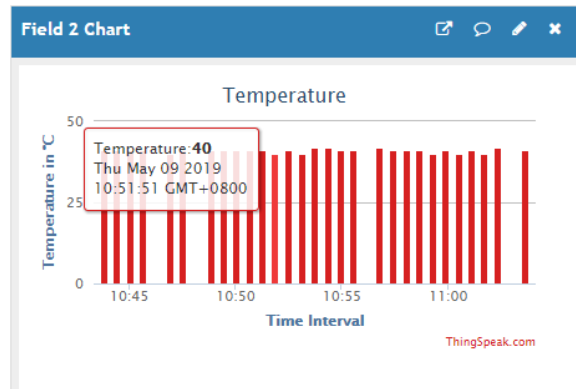 Field 2 Chart
Temperature
50
25
0
Temperature in °C
Temperature:40
Thu May 09 2019
10:51:51 GMT+0800
10:45
10:50
10:55
11:00
Time Interval
ThingSpeak.com